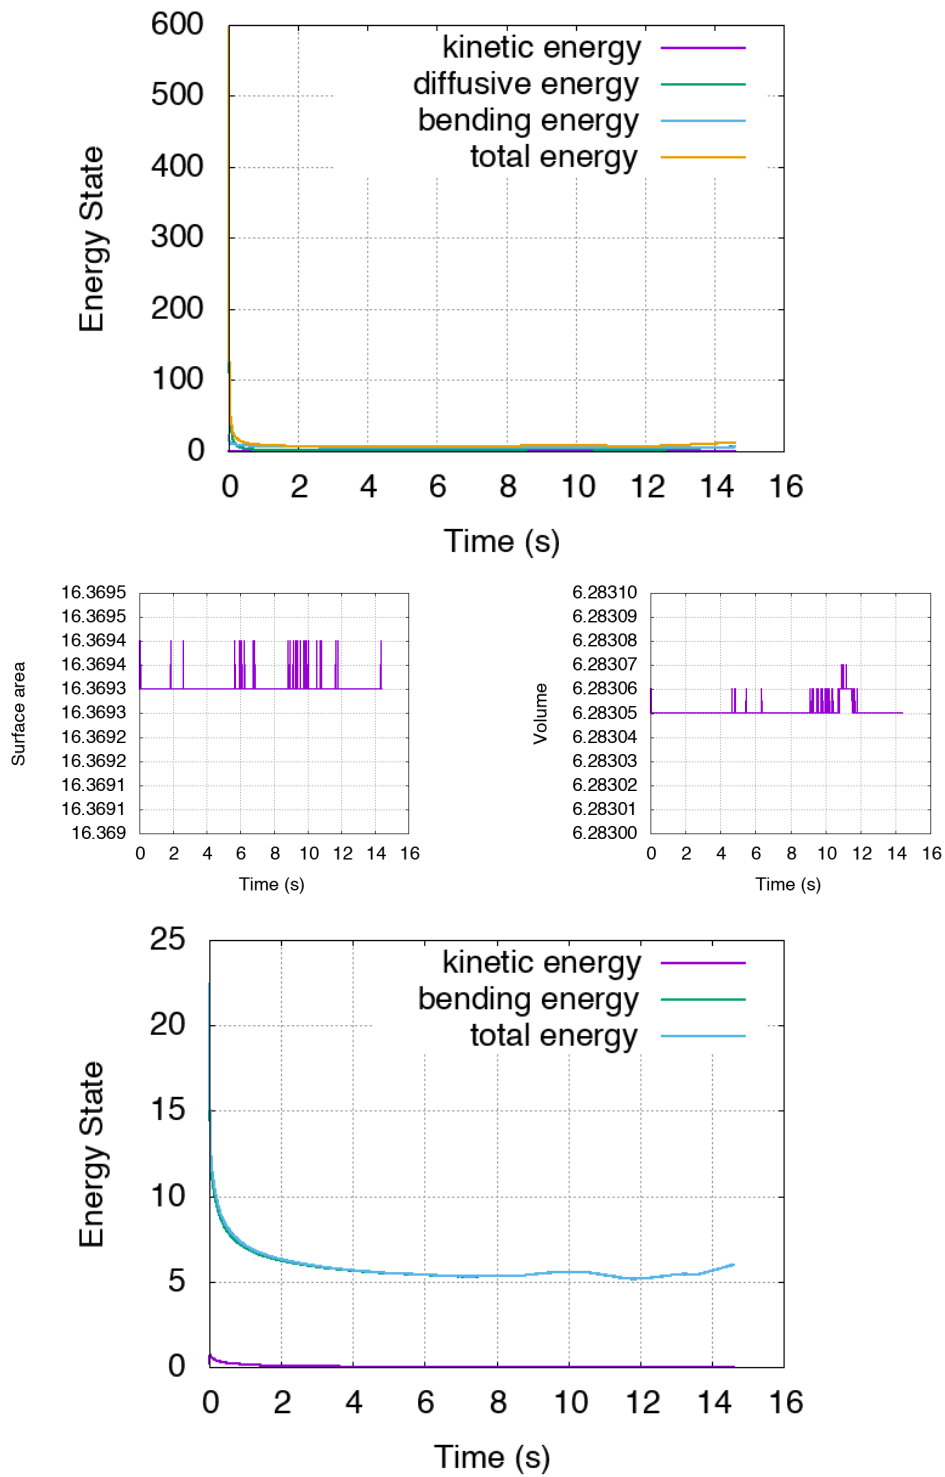 600
500
400
300
200
100
0
Energy State
kinetic energy
diffusive energy
bending energy
total energy
0 2 4 6 8 10 12 14 16
Time (s)
16.3695
16.3695
16.3694
16.3694
16.3693
16.3693
16.3692
16.3692
16.3691
16.3691
16.369
Surface area
0 2 4 6 8 10 12 14 16
Time (s)
6.28310
6.28309
6.28308
6.28307
6.28306
6.28305
6.28304
6.28303
6.28302
6.28301
6.28300
Volume
0 2 4 6 8 10 12 14 16
Time (s)
25
20
15
10
5
0
Energy State
kinetic energy
bending energy
total energy
0 2 4 6 8 10 12 14 16
Time (s)